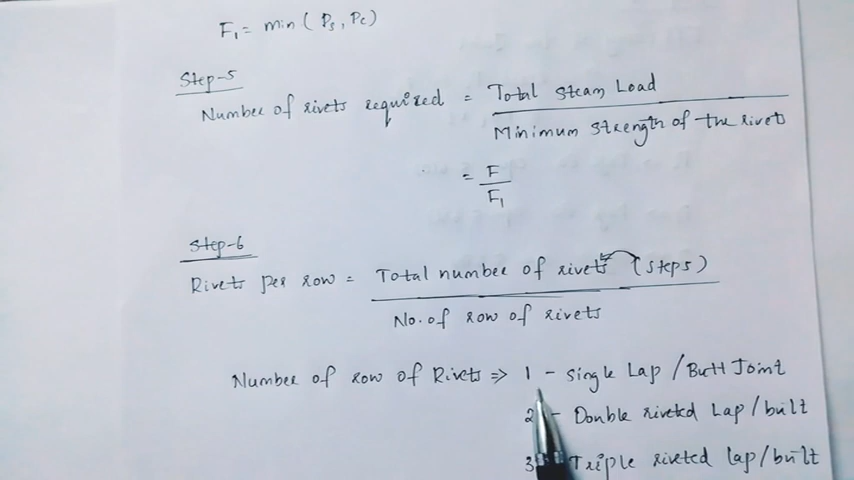 F₁ = min ( Ps , Pc )
Step-5
Number of rivets required = Total steam Load
Minimum strength of the rivets
= F
F₁
Step-6
Rivets per row = Total number of rivets (Step5)
No. of row of rivets
Number of row of Rivets ⇒ 1 - single Lap / Butt Joint
2 - Double riveted Lap / built
3 Triple riveted lap / built